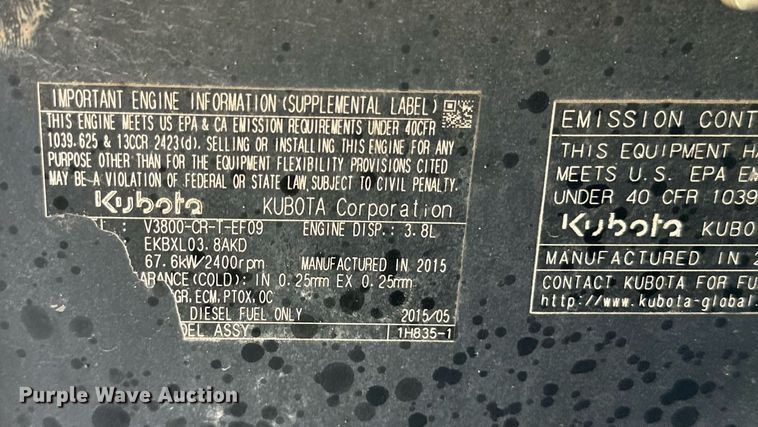 IMPORTANT ENGINE INFORMATION (SUPPLEMENTAL LABEL)
THIS ENGINE MEETS US EPA & CA EMISSION REQUIREMENTS UNDER 40CFR
1039.625 & 13CCR 2423(d). SELLING OR INSTALLING THIS ENGINE FOR ANY
PURPOSE OTHER THAN FOR THE EQUIPMENT FLEXIBILITY PROVISIONS CITED
MAY BE A VIOLATION OF FEDERAL OR STATE LAW SUBJECT TO CIVIL PENALTY.
Kubota KUBOTA Corporation
V3800-CR-T-EF09 ENGINE DISP.: 3.8L
EKBXL03.8AKD
67.6kW/2400rpm MANUFACTURED IN 2015
ARANCE (COLD): IN 0.25mm EX 0.25mm
GR, ECM, PTOX, OC
DIESEL FUEL ONLY 2015/05
DEL ASSY 1H835-1
EMISSION CONT
THIS EQUIPMENT HA
MEETS U.S. EPA EM
UNDER 40 CFR 1039
Kubota KUBO
MANUFACTURED IN 2
CONTACT KUBOTA FOR FU
http://www.kubota-global.
Purple Wave Auction